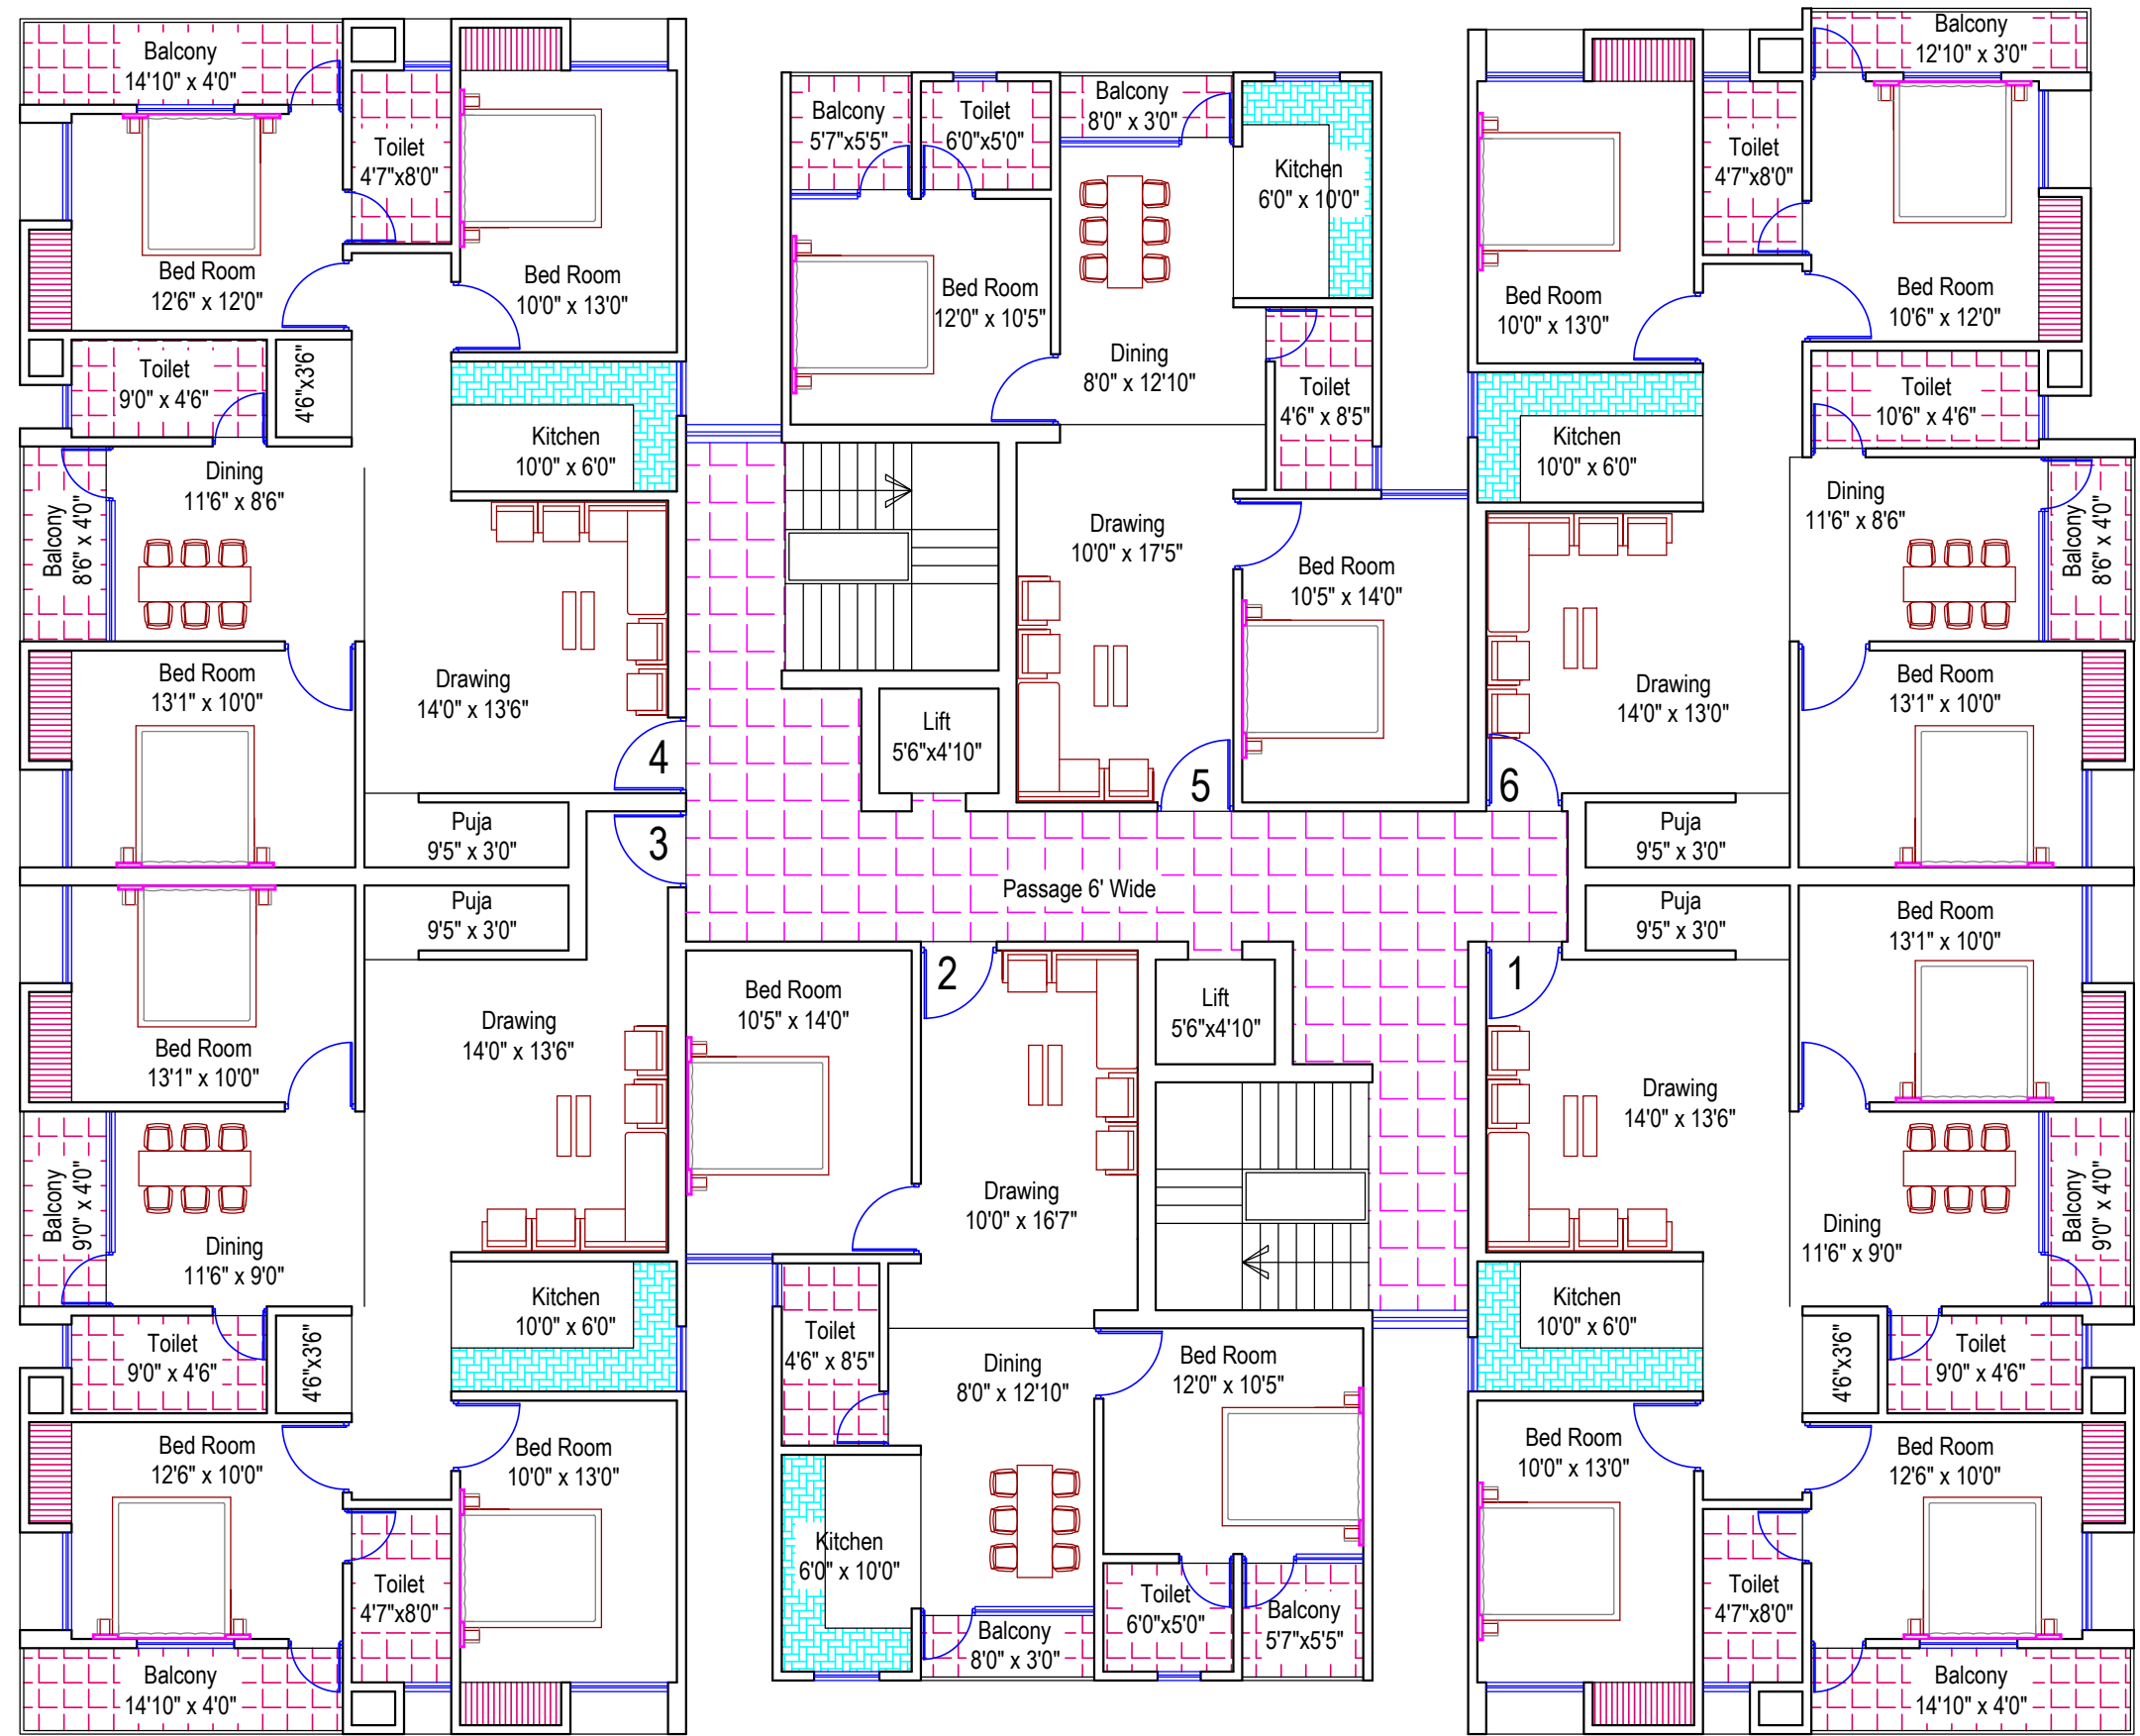 Balcony
14'10" x 4'0"
Toilet
4'7"x8'0"
Bed Room
12'6" x 12'0"
Bed Room
10'0" x 13'0"
Toilet
9'0" x 4'6"
4'6"x3'6"
Kitchen
10'0" x 6'0"
Dining
11'6" x 8'6"
Balcony
8'6" x 4'0"
Bed Room
13'1" x 10'0"
Drawing
14'0" x 13'6"
4
Puja
9'5" x 3'0"
Balcony
5'7"x5'5"
Toilet
6'0"x5'0"
Balcony
8'0" x 3'0"
Kitchen
6'0" x 10'0"
Bed Room
12'0" x 10'5"
Dining
8'0" x 12'10"
Toilet
4'6" x 8'5"
Drawing
10'0" x 17'5"
Bed Room
10'5" x 14'0"
Lift
5'6"x4'10"
5
Balcony
12'10" x 3'0"
Toilet
4'7"x8'0"
Bed Room
10'0" x 13'0"
Bed Room
10'6" x 12'0"
Toilet
10'6" x 4'6"
Kitchen
10'0" x 6'0"
Dining
11'6" x 8'6"
Balcony
8'6" x 4'0"
Drawing
14'0" x 13'0"
Bed Room
13'1" x 10'0"
6
Puja
9'5" x 3'0"
Passage 6' Wide
3
Puja
9'5" x 3'0"
Bed Room
13'1" x 10'0"
Drawing
14'0" x 13'6"
Balcony
9'0" x 4'0"
Dining
11'6" x 9'0"
Kitchen
10'0" x 6'0"
Toilet
9'0" x 4'6"
4'6"x3'6"
Bed Room
12'6" x 10'0"
Bed Room
10'0" x 13'0"
Toilet
4'7"x8'0"
Balcony
14'10" x 4'0"
2
Bed Room
10'5" x 14'0"
Lift
5'6"x4'10"
Drawing
10'0" x 16'7"
Toilet
4'6" x 8'5"
Dining
8'0" x 12'10"
Bed Room
12'0" x 10'5"
Kitchen
6'0" x 10'0"
Balcony
8'0" x 3'0"
Toilet
6'0"x5'0"
Balcony
5'7"x5'5"
1
Puja
9'5" x 3'0"
Bed Room
13'1" x 10'0"
Drawing
14'0" x 13'6"
Balcony
9'0" x 4'0"
Dining
11'6" x 9'0"
Kitchen
10'0" x 6'0"
4'6"x3'6"
Toilet
9'0" x 4'6"
Bed Room
10'0" x 13'0"
Bed Room
12'6" x 10'0"
Toilet
4'7"x8'0"
Balcony
14'10" x 4'0"